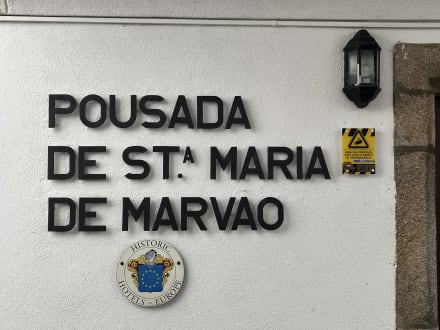 POUSADA
DE ST.ª MARIA
DE MARVAO
HISTORIC
HOTELS - EUROPE